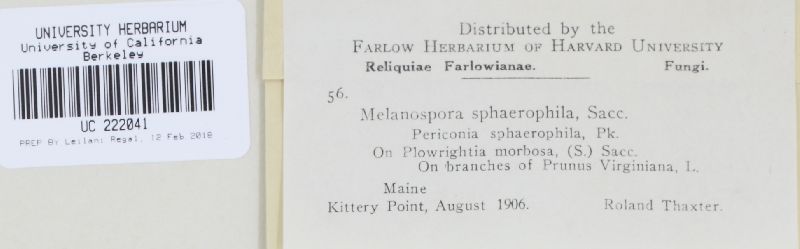 UNIVERSITY HERBARIUM
University of California
Berkeley
UC 222041
PREP By Leilani Regal, 12 Feb 2018
Distributed by the
FARLOW HERBARIUM OF HARVARD UNIVERSITY
Reliquiae Farlowianae. Fungi.
56.
Melanospora sphaerophila, Sacc.
Periconia sphaerophila, Pk.
On Plowrightia morbosa, (S.) Sacc.
On branches of Prunus Virginiana, L.
Maine
Kittery Point, August 1906. Roland Thaxter.